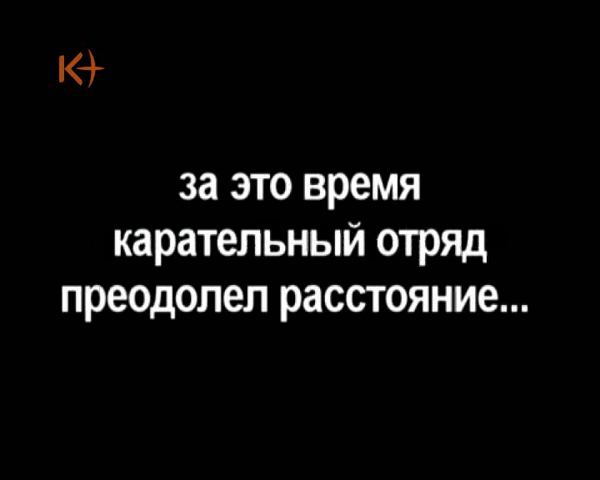 К+
за это время
карательный отряд
преодолел расстояние...